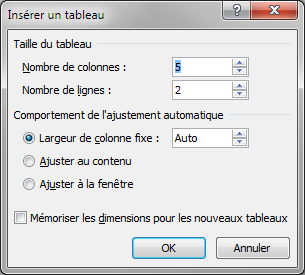 Insérer un tableau
Taille du tableau
Nombre de colonnes : 5
Nombre de lignes : 2
Comportement de l'ajustement automatique
Largeur de colonne fixe : Auto
Ajuster au contenu
Ajuster à la fenêtre
Mémoriser les dimensions pour les nouveaux tableaux
OK Annuler